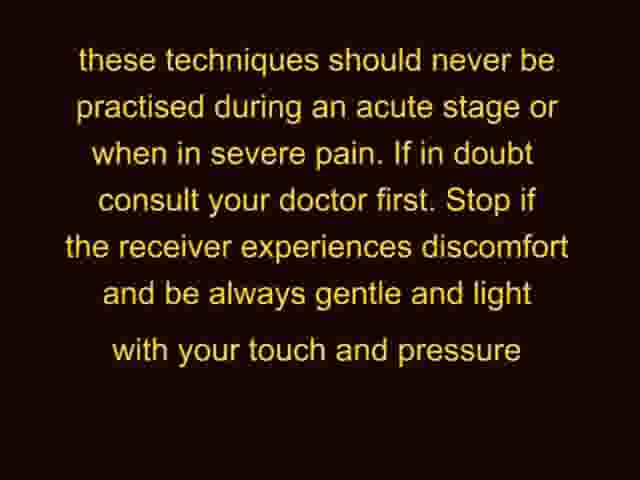 these techniques should never be
practised during an acute stage or
when in severe pain. If in doubt
consult your doctor first. Stop if
the receiver experiences discomfort
and be always gentle and light
with your touch and pressure